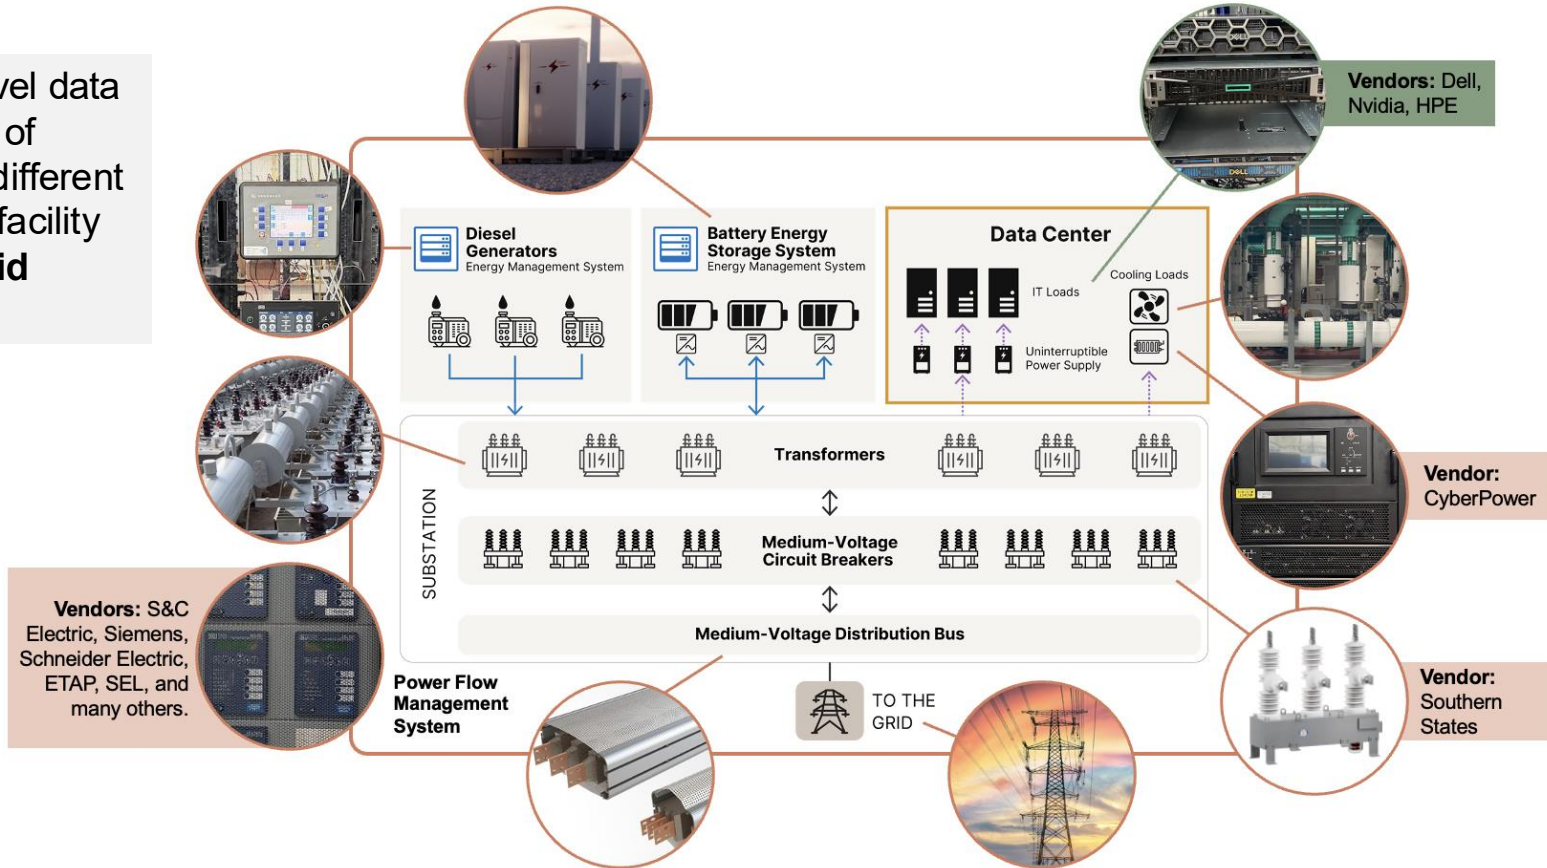 vel data
of
different
facility
id
Vendors: Dell,
Nvidia, HPE
DELL
DELL
Diesel
Generators
Energy Management System
Battery Energy
Storage System
Energy Management System
Data Center
Cooling Loads
IT Loads
Uninterruptible
Power Supply
SUBSTATION
Transformers
Medium-Voltage
Circuit Breakers
Medium-Voltage Distribution Bus
Vendor:
CyberPower
Vendors: S&C
Electric, Siemens,
Schneider Electric,
ETAP, SEL, and
many others.
Power Flow
Management
System
TO THE
GRID
Vendor:
Southern
States